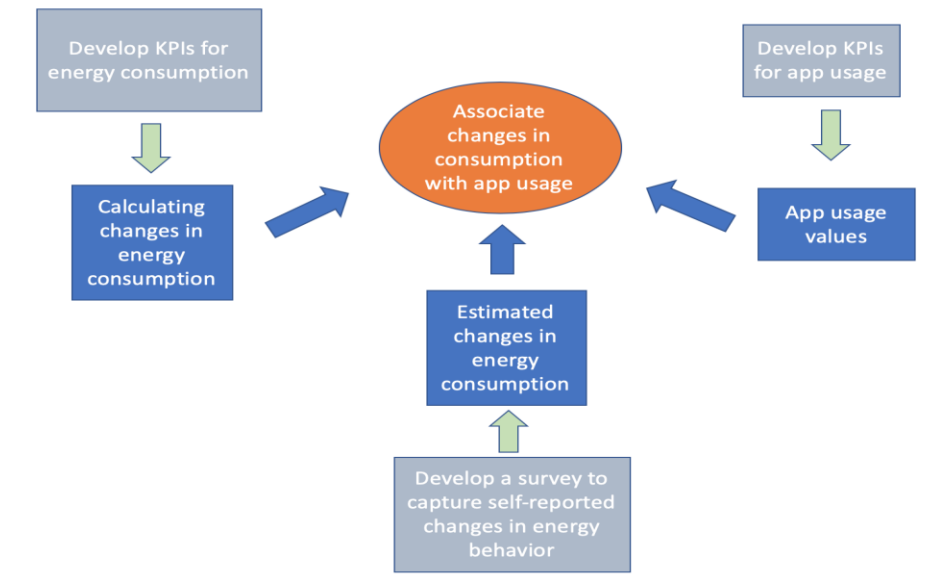 Develop KPIs for
energy consumption
Develop KPIs
for app usage
Associate
changes in
consumption
with app usage
Calculating
changes in
energy
consumption
App usage
values
Estimated
changes in
energy
consumption
Develop a survey to
capture self-reported
changes in energy
behavior